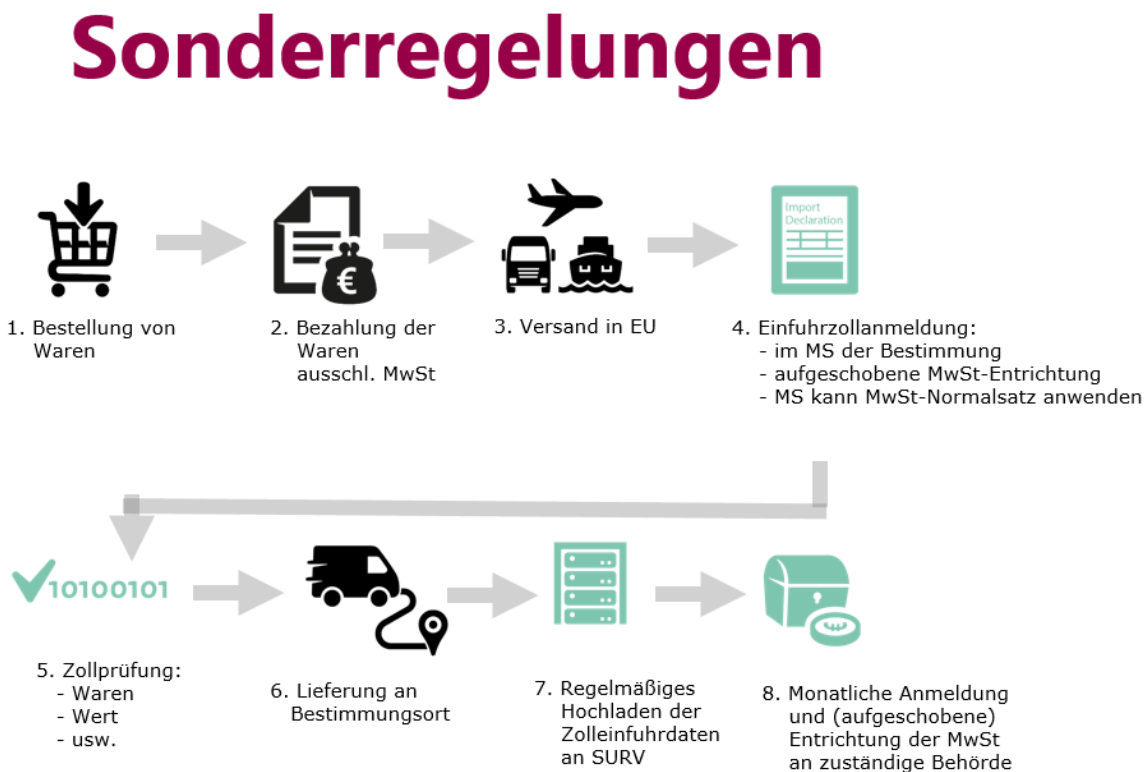 Sonderregelungen
Import
Declaration
€
1. Bestellung von
Waren
2. Bezahlung der
Waren
ausschl. MwSt
3. Versand in EU
4. Einfuhrzollanmeldung:
- im MS der Bestimmung
- aufgeschobene MwSt-Entrichtung
- MS kann MwSt-Normalsatz anwenden
10100101
5. Zollprüfung:
- Waren
- Wert
- usw.
6. Lieferung an
Bestimmungsort
7. Regelmäßiges
Hochladen der
Zolleinfuhrdaten
an SURV
8. Monatliche Anmeldung
und (aufgeschobene)
Entrichtung der MwSt
an zuständige Behörde